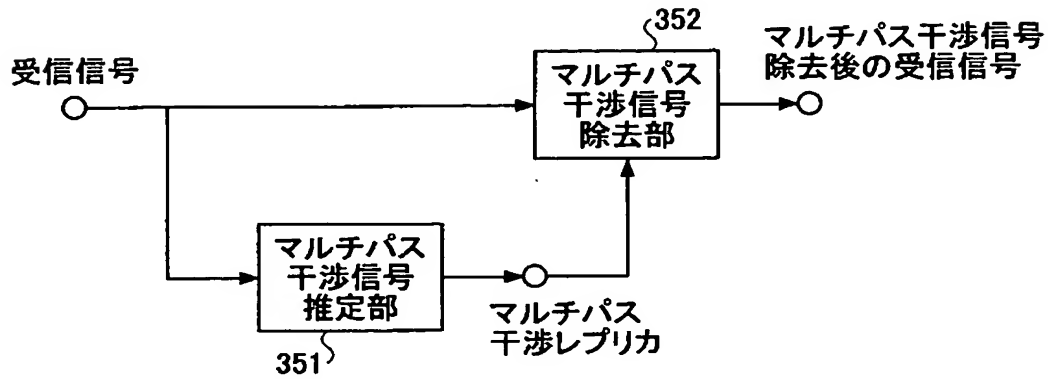 受信信号
352
マルチパス
干渉信号
除去部
マルチパス干渉信号
除去後の受信信号
マルチパス
干渉信号
推定部
351
マルチパス
干渉レプリカ